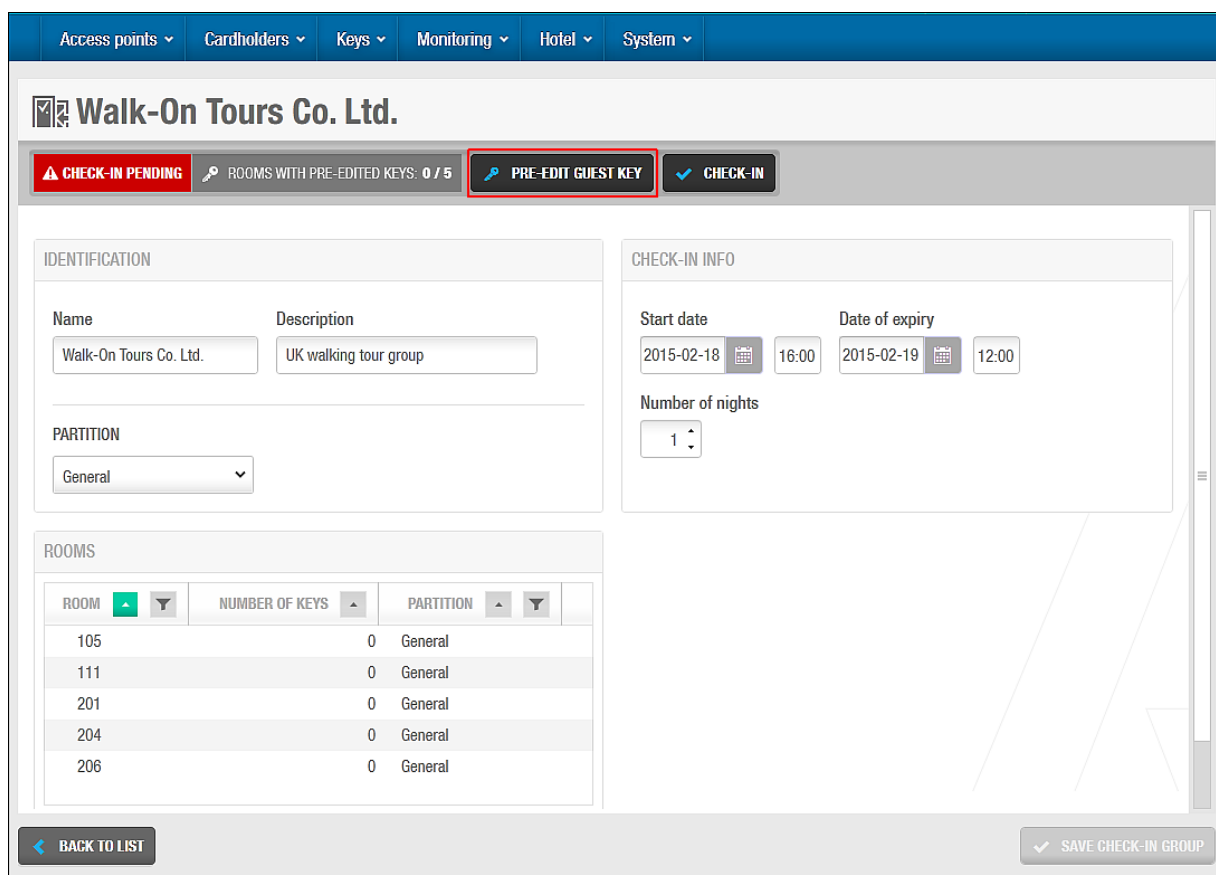 Access points Cardholders Keys Monitoring Hotel System
Walk-On Tours Co. Ltd.
CHECK-IN PENDING ROOMS WITH PRE-EDITED KEYS: 0 / 5 PRE-EDIT GUEST KEY CHECK-IN
IDENTIFICATION
Name Description
Walk-On Tours Co. Ltd. UK walking tour group
PARTITION
General
CHECK-IN INFO
Start date Date of expiry
2015-02-18 16:00 2015-02-19 12:00
Number of nights
1
ROOMS
ROOM NUMBER OF KEYS PARTITION
105 0 General
111 0 General
201 0 General
204 0 General
206 0 General
BACK TO LIST SAVE CHECK-IN GROUP